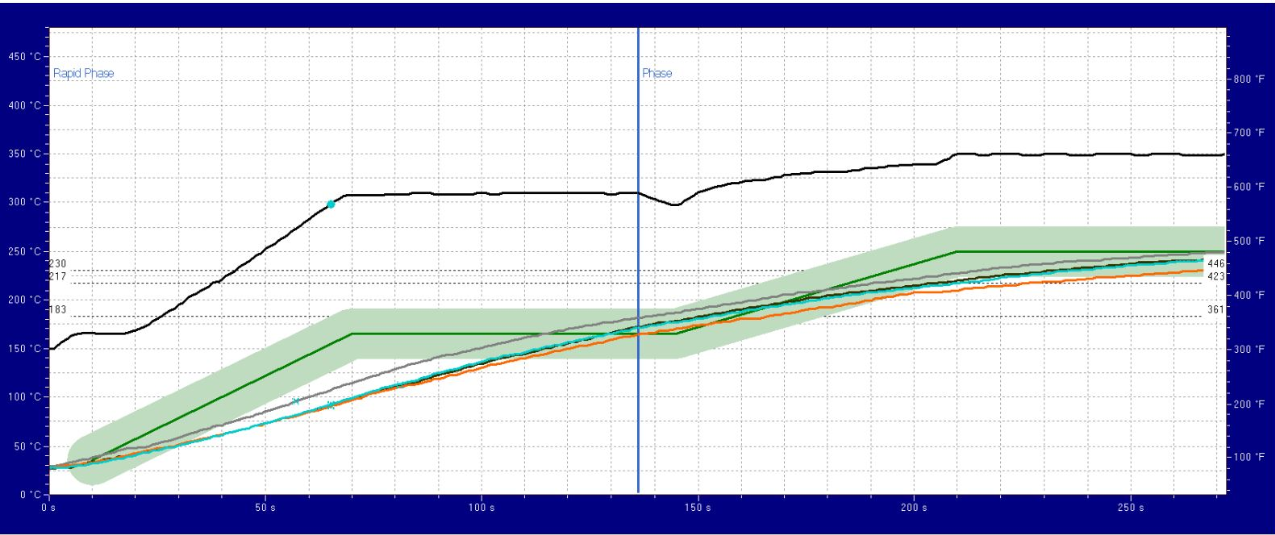 450 °C
Rapid Phase
Phase
800 °F
400 °C
700 °F
350 °C
600 °F
300 °C
500 °F
250 °C
230
446
217
423
200 °C
400 °F
183
361
150 °C
300 °F
100 °C
200 °F
50 °C
100 °F
0 °C
0 s
50 s
100 s
150 s
200 s
250 s